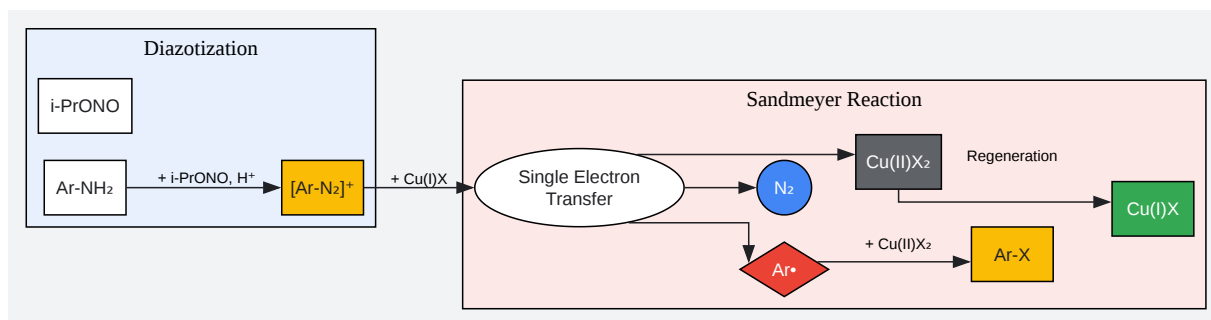 Diazotization
i-PrONO
Ar-NH₂
+ i-PrONO, H⁺
[Ar-N₂]⁺
+ Cu(I)X
Sandmeyer Reaction
Single Electron
Transfer
N₂
Cu(II)X₂
Regeneration
Cu(I)X
Ar•
+ Cu(II)X₂
Ar-X